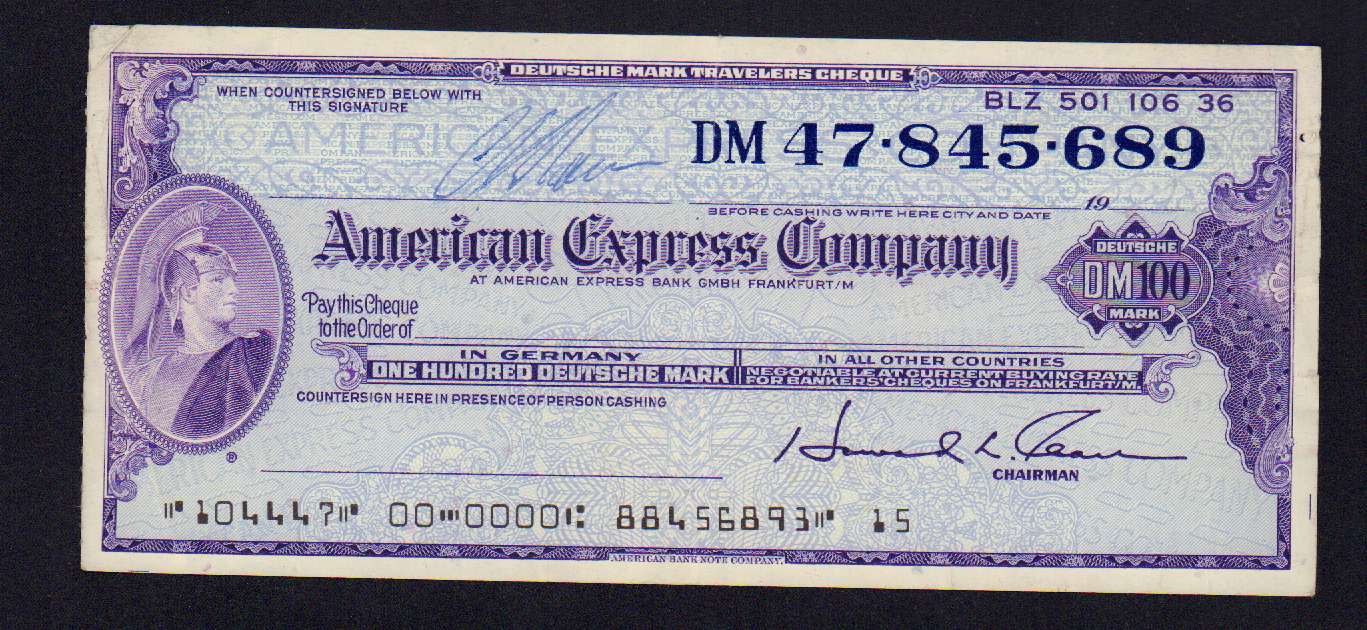 DEUTSCHE MARK TRAVELERS CHEQUE
WHEN COUNTERSIGNED BELOW WITH
THIS SIGNATURE
BLZ 501 106 36
DM 47·845·689
19
BEFORE CASHING WRITE HERE CITY AND DATE
American Express Company
AT AMERICAN EXPRESS BANK GMBH FRANKFURT/M
DEUTSCHE
DM 100
MARK
Pay this Cheque
to the Order of
IN GERMANY
ONE HUNDRED DEUTSCHE MARK
IN ALL OTHER COUNTRIES
NEGOTIABLE AT CURRENT BUYING RATE
FOR BANKERS' CHEQUES ON FRANKFURT/M.
COUNTERSIGN HERE IN PRESENCE OF PERSON CASHING
Howard L. Clark
CHAIRMAN
®
⑈104447⑈ 00⑉0000⑆ 88456893⑈ 15
AMERICAN BANK NOTE COMPANY.